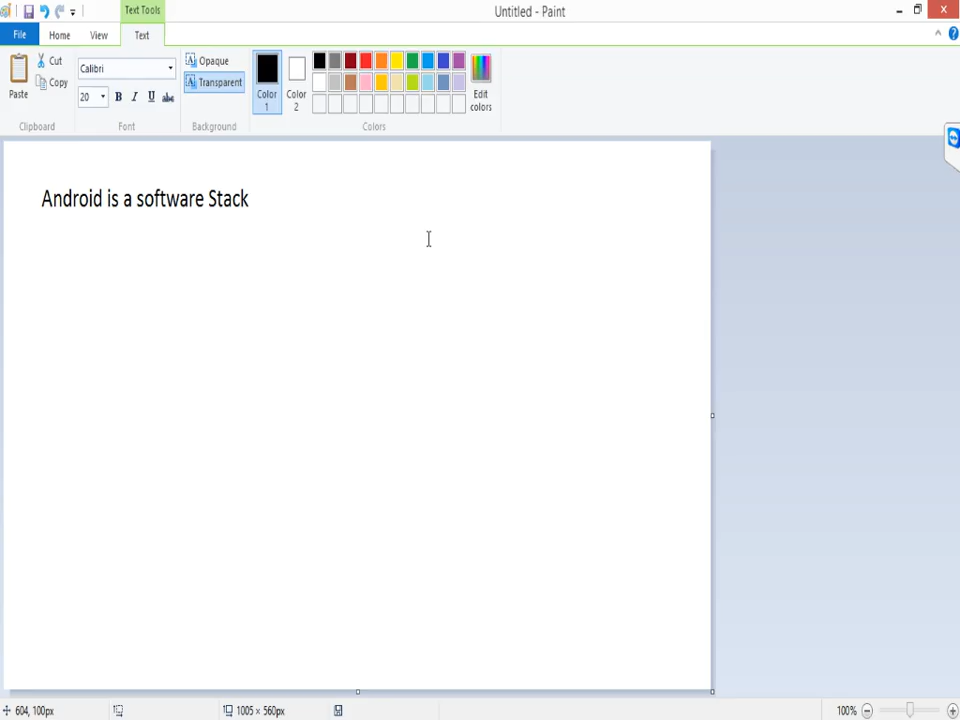 Text Tools
Untitled - Paint
File
Home
View
Text
Paste
Cut
Copy
Calibri
20
B
I
U
abc
Opaque
Transparent
Color 1
Color 2
Edit colors
Clipboard
Font
Background
Colors
Android is a software Stack
604, 100px
1005 × 560px
100%